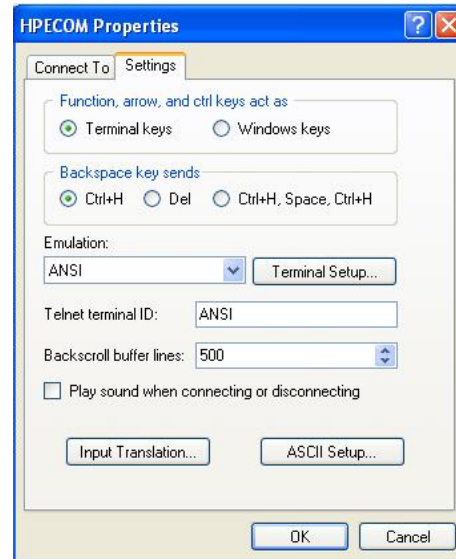 HPECOM Properties
Connect To Settings
Function, arrow, and ctrl keys act as
Terminal keys Windows keys
Backspace key sends
Ctrl+H Del Ctrl+H, Space, Ctrl+H
Emulation:
ANSI Terminal Setup...
Telnet terminal ID: ANSI
Backscroll buffer lines: 500
Play sound when connecting or disconnecting
Input Translation... ASCII Setup...
OK Cancel